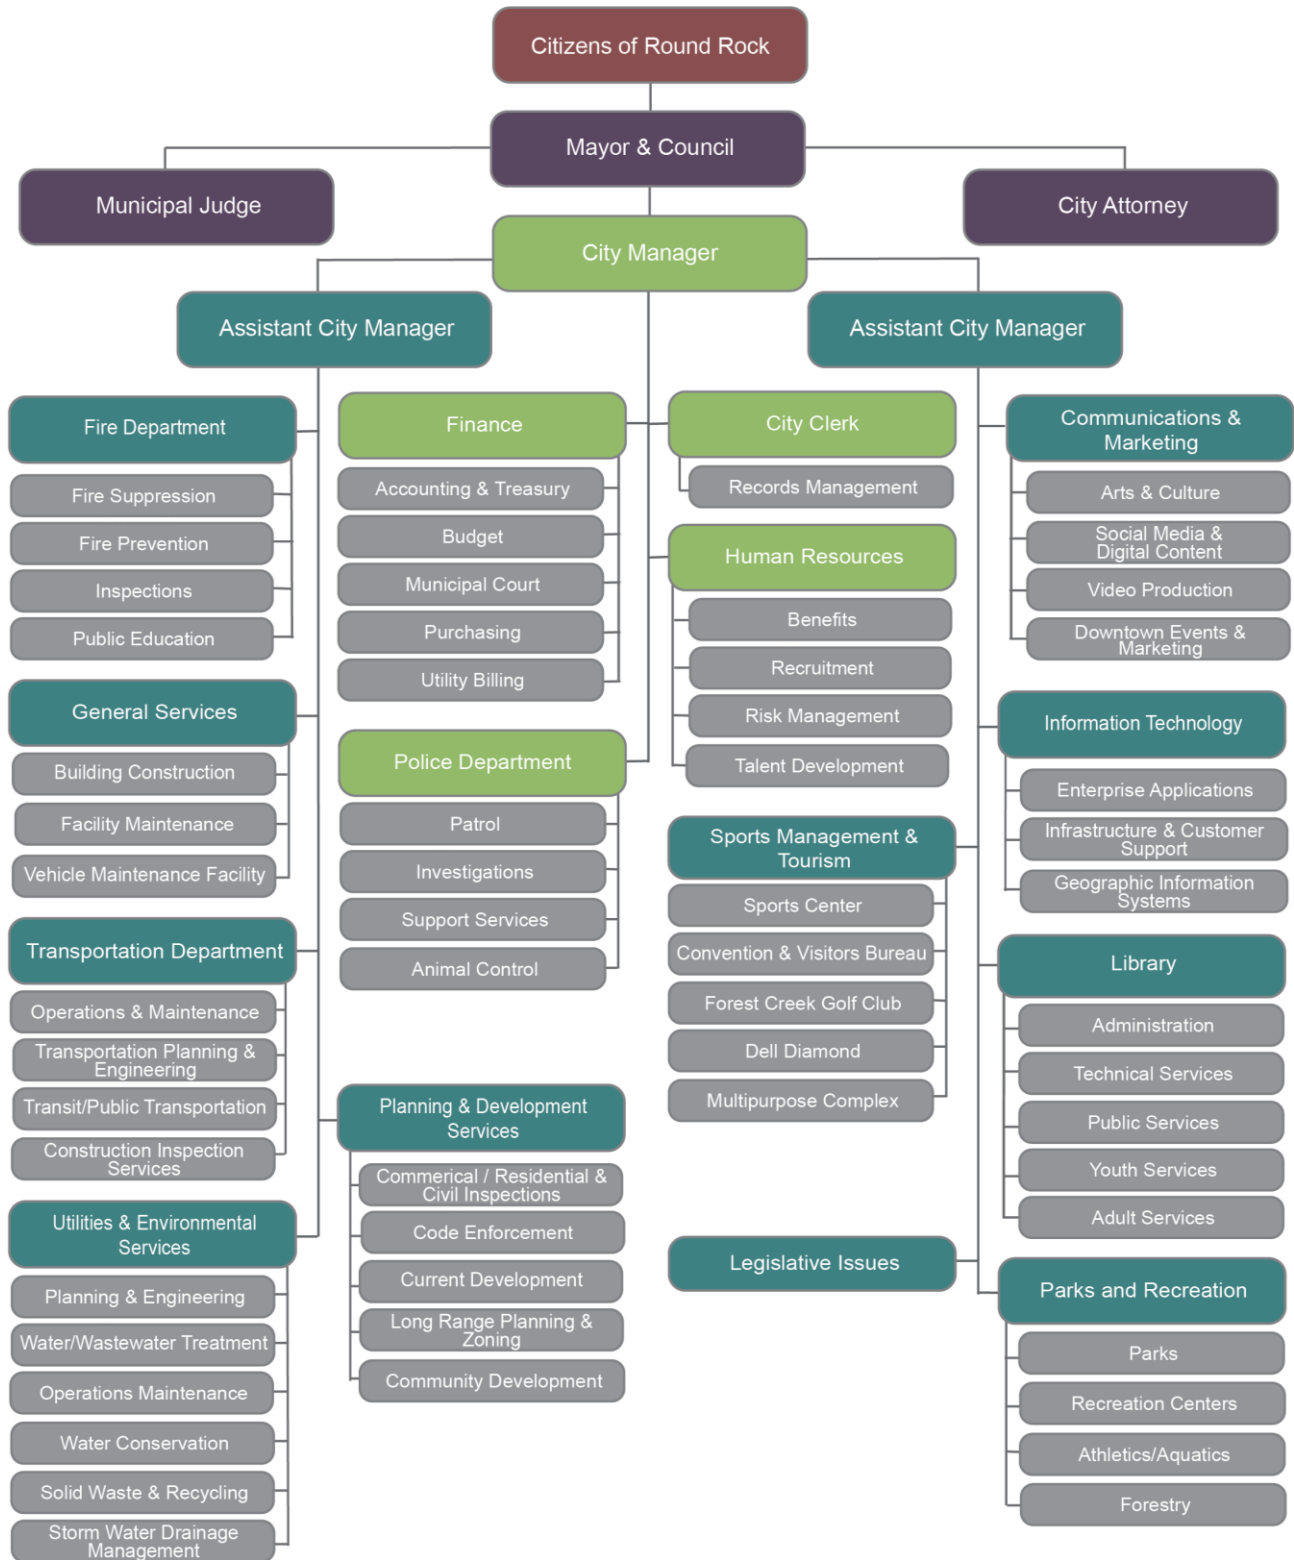 Citizens of Round Rock
Mayor & Council
Municipal Judge
City Attorney
City Manager
Assistant City Manager
Assistant City Manager
Fire Department
Fire Suppression
Fire Prevention
Inspections
Public Education
General Services
Building Construction
Facility Maintenance
Vehicle Maintenance Facility
Transportation Department
Operations & Maintenance
Transportation Planning &
Engineering
Transit/Public Transportation
Construction Inspection
Services
Utilities & Environmental
Services
Planning & Engineering
Water/Wastewater Treatment
Operations Maintenance
Water Conservation
Solid Waste & Recycling
Storm Water Drainage
Management
Finance
Accounting & Treasury
Budget
Municipal Court
Purchasing
Utility Billing
Police Department
Patrol
Investigations
Support Services
Animal Control
Planning & Development
Services
Commerical / Residential &
Civil Inspections
Code Enforcement
Current Development
Long Range Planning &
Zoning
Community Development
City Clerk
Records Management
Human Resources
Benefits
Recruitment
Risk Management
Talent Development
Sports Management &
Tourism
Sports Center
Convention & Visitors Bureau
Forest Creek Golf Club
Dell Diamond
Multipurpose Complex
Legislative Issues
Communications &
Marketing
Arts & Culture
Social Media &
Digital Content
Video Production
Downtown Events &
Marketing
Information Technology
Enterprise Applications
Infrastructure & Customer
Support
Geographic Information
Systems
Library
Administration
Technical Services
Public Services
Youth Services
Adult Services
Parks and Recreation
Parks
Recreation Centers
Athletics/Aquatics
Forestry